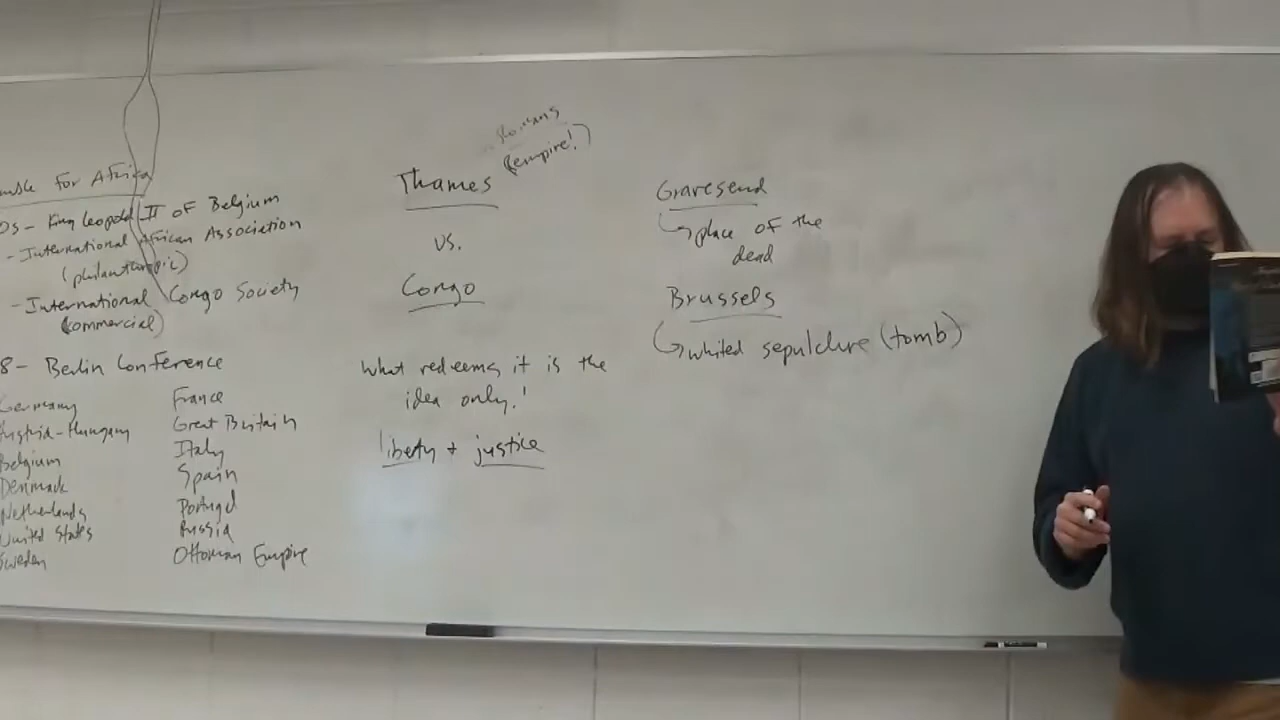 for Africa
King Leopold II of Belgium
- International African Association
(philanthropic)
- International Congo Society
(commercial)
8- Berlin Conference
Germany
Austria-Hungary
Belgium
Denmark
Netherlands
United States
Sweden
France
Great Britain
Italy
Spain
Portugal
Russia
Ottoman Empire
Romans
(empire!)
Thames
vs.
Congo
What redeems it is the
idea only!
liberty + justice
Gravesend
place of the
dead
Brussels
whited sepulchure (tomb)